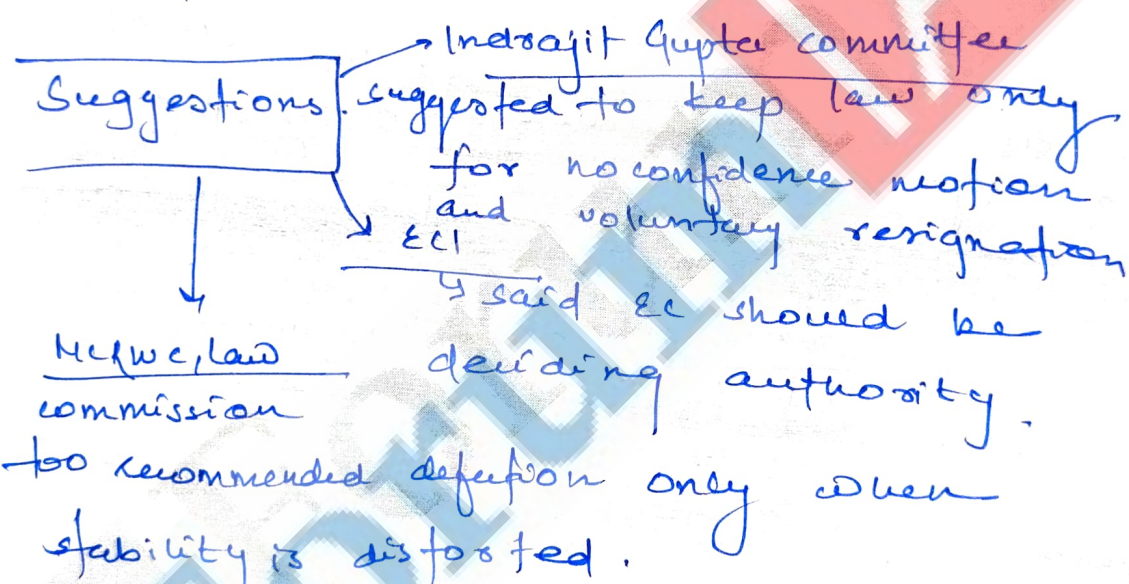 Suggestions.
Indrajit Gupta committee
suggested to keep law only
for no confidence motion
and voluntary resignation
ECI
↳ said EC should be
deciding authority.
NCRWC, law
commission
too recommended defection only when
stability is distorted.